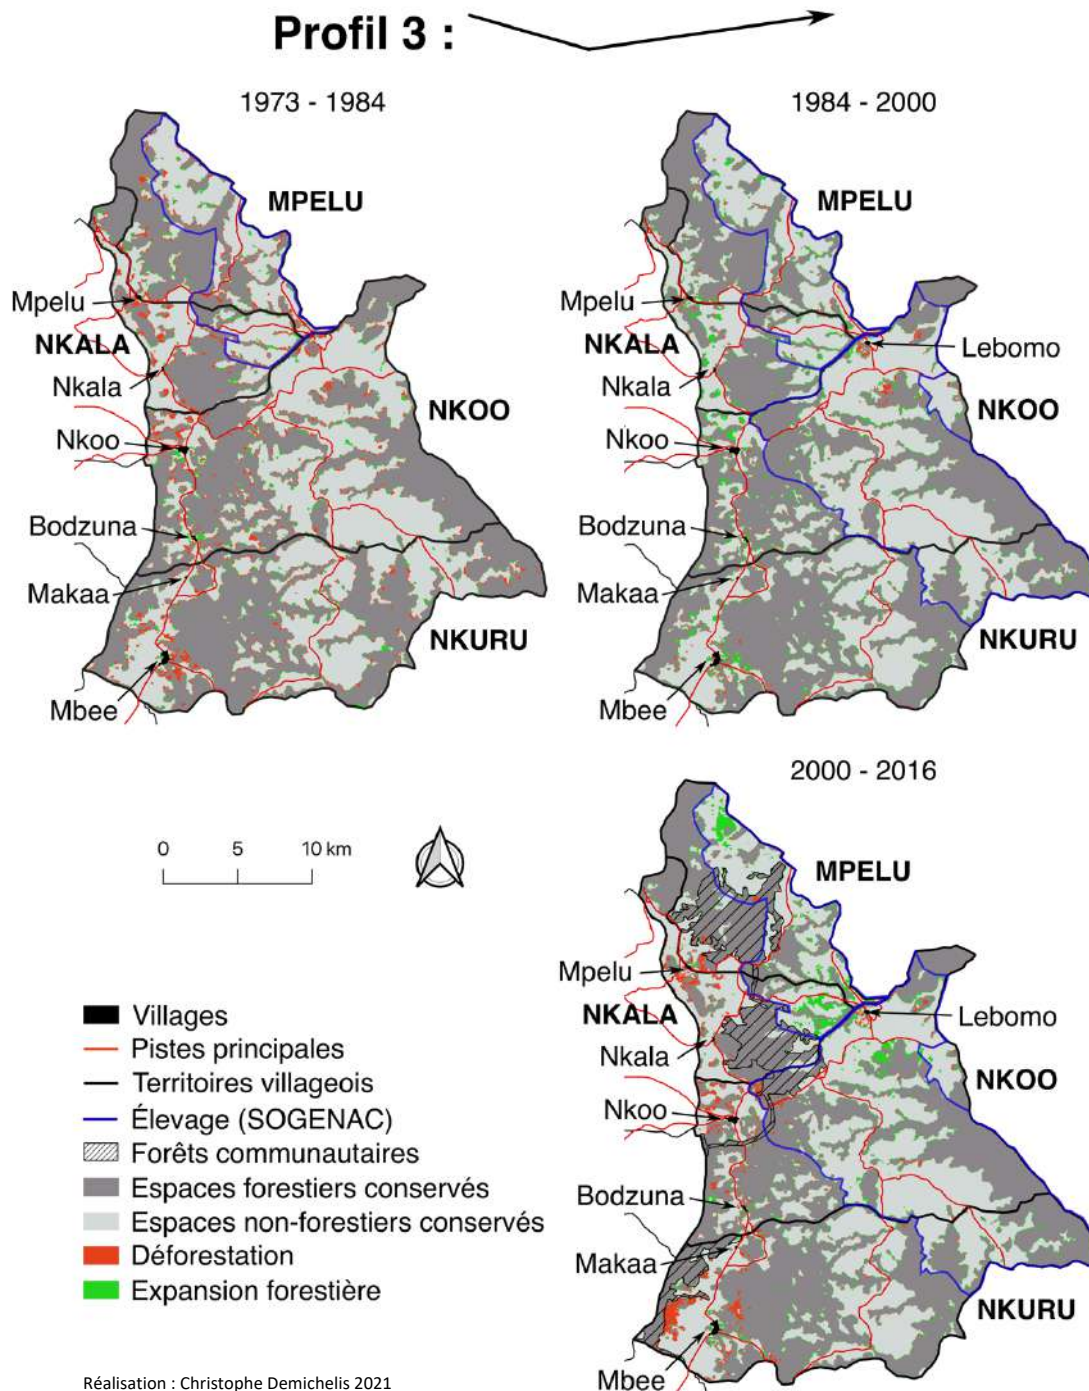 Profil 3 :
1973 - 1984
MPELU
Mpelu
NKALA
Nkala
NKOO
Nkoo
Bodzuna
Makaa
NKURU
Mbee
1984 - 2000
MPELU
Mpelu
Lebomo
NKALA
Nkala
NKOO
Nkoo
Bodzuna
Makaa
NKURU
Mbee
2000 - 2016
MPELU
Mpelu
NKALA
Lebomo
Nkala
NKOO
Nkoo
Bodzuna
Makaa
NKURU
Mbee
0 5 10 km
Villages
Pistes principales
Territoires villageois
Élevage (SOGENAC)
Forêts communautaires
Espaces forestiers conservés
Espaces non-forestiers conservés
Déforestation
Expansion forestière
Réalisation : Christophe Demichelis 2021